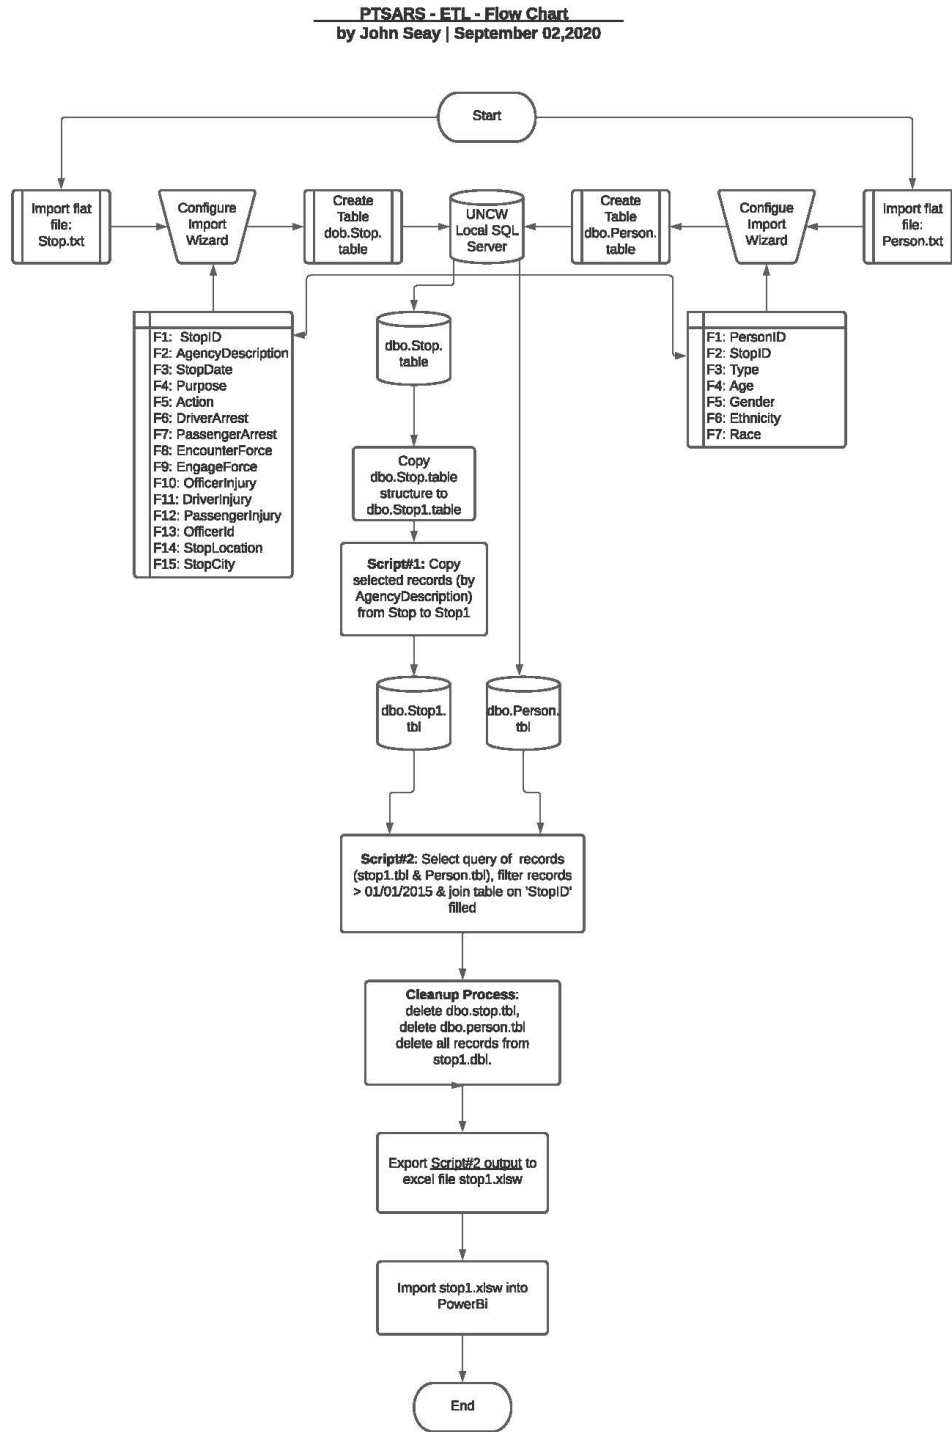 PTSARS - ETL - Flow Chart
by John Seay | September 02,2020
Start
Import flat
file:
Stop.txt
Configure
Import
Wizard
Create
Table
dob.Stop.
table
UNCW
Local SQL
Server
Create
Table
dbo.Person.
table
Configue
Import
Wizard
Import flat
file:
Person.txt
F1: StopID
F2: AgencyDescription
F3: StopDate
F4: Purpose
F5: Action
F6: DriverArrest
F7: PassengerArrest
F8: EncounterForce
F9: EngageForce
F10: OfficerInjury
F11: DriverInjury
F12: PassengerInjury
F13: OfficerId
F14: StopLocation
F15: StopCity
dbo.Stop.
table
F1: PersonID
F2: StopID
F3: Type
F4: Age
F5: Gender
F6: Ethnicity
F7: Race
Copy
dbo.Stop.table
structure to
dbo.Stop1.table
Script#1: Copy
selected records (by
AgencyDescription)
from Stop to Stop1
dbo.Stop1.
tbl
dbo.Person.
tbl
Script#2: Select query of records
(stop1.tbl & Person.tbl), filter records
> 01/01/2015 & join table on 'StopID'
filled
Cleanup Process:
delete dbo.stop.tbl,
delete dbo.person.tbl
delete all records from
stop1.dbl.
Export Script#2 output to
excel file stop1.xlsw
Import stop1.xlsw into
PowerBi
End